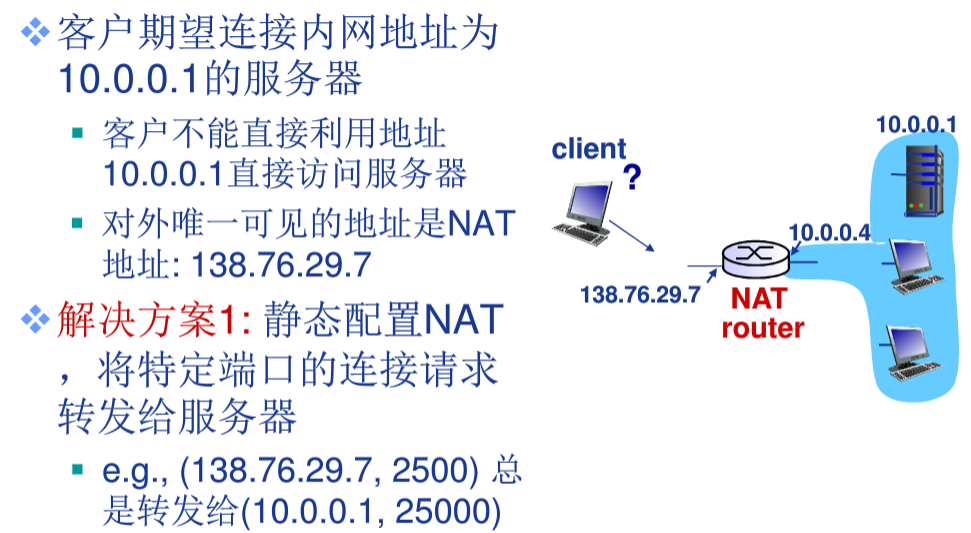 客户期望连接内网地址为
10.0.0.1的服务器
客户不能直接利用地址
10.0.0.1直接访问服务器
对外唯一可见的地址是NAT
地址: 138.76.29.7
解决方案1: 静态配置NAT
，将特定端口的连接请求
转发给服务器
e.g., (138.76.29.7, 2500) 总
是转发给(10.0.0.1, 25000)
client
?
10.0.0.1
10.0.0.4
138.76.29.7
NAT
router